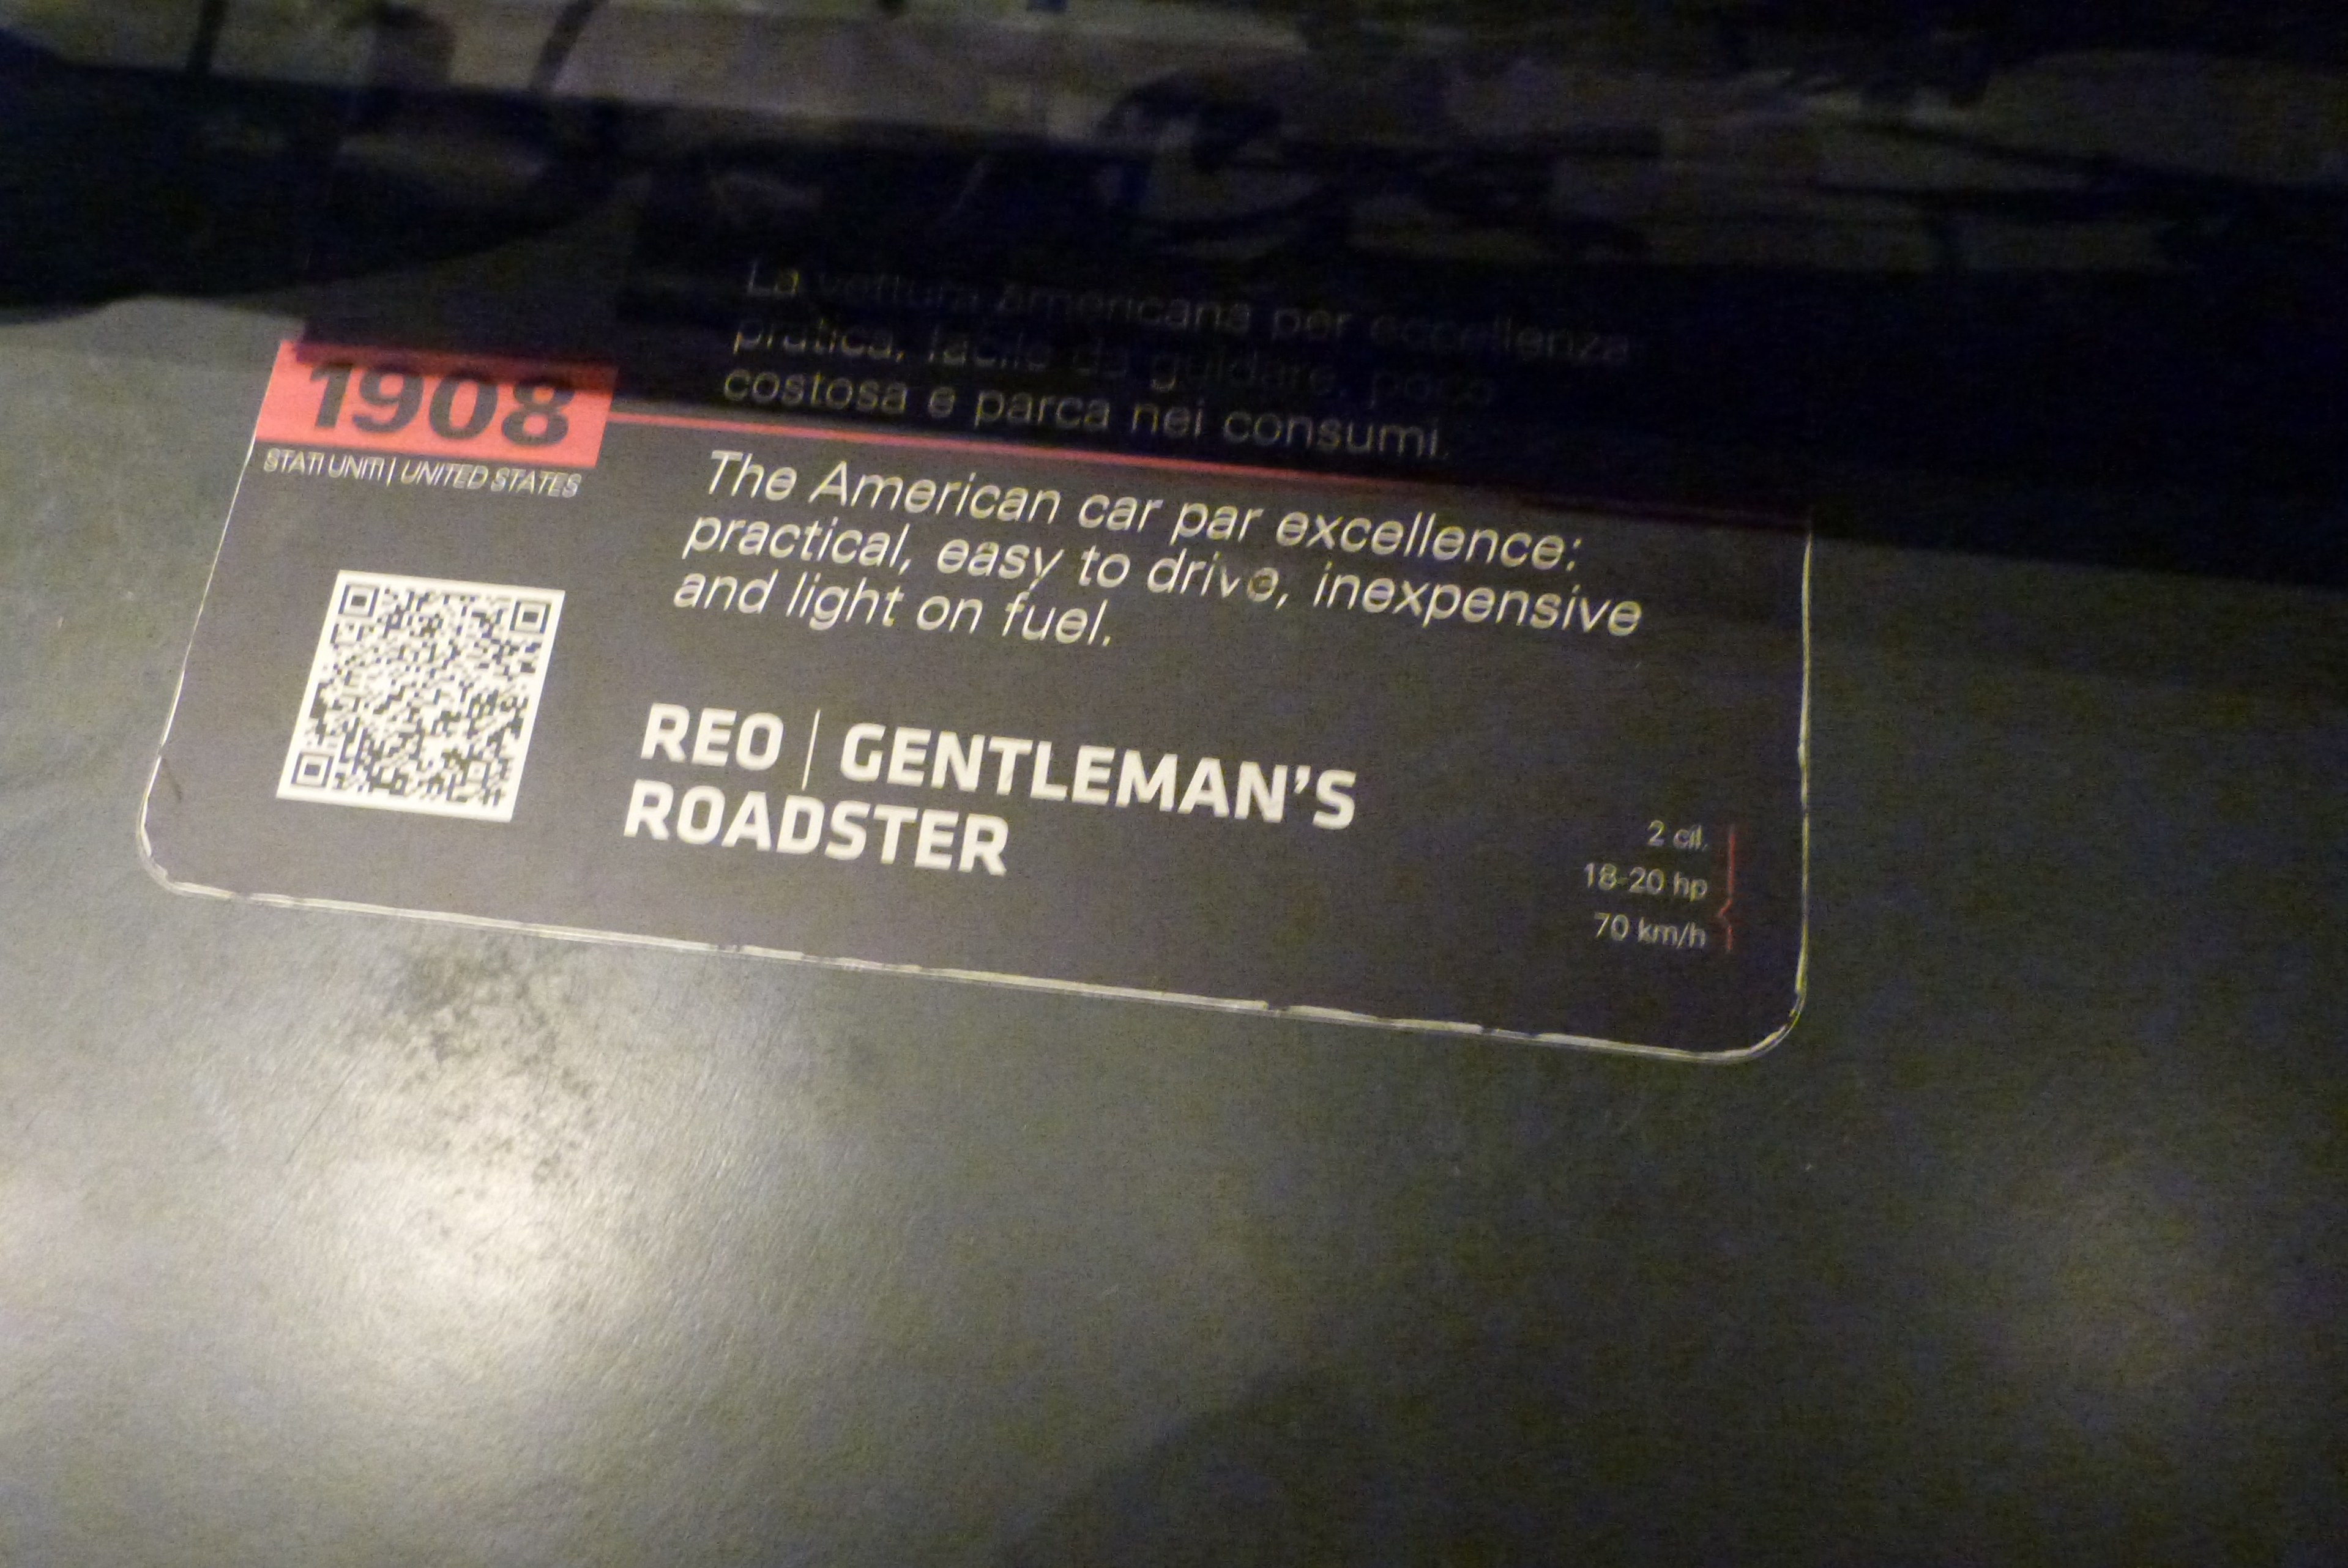 1908
STATI UNITI | UNITED STATES
La vettura americana per eccellenza:
pratica, facile da guidare, poco
costosa e parca nei consumi.
The American car par excellence:
practical, easy to drive, inexpensive
and light on fuel.
REO | GENTLEMAN’S
ROADSTER
2 cil.
18-20 hp
70 km/h